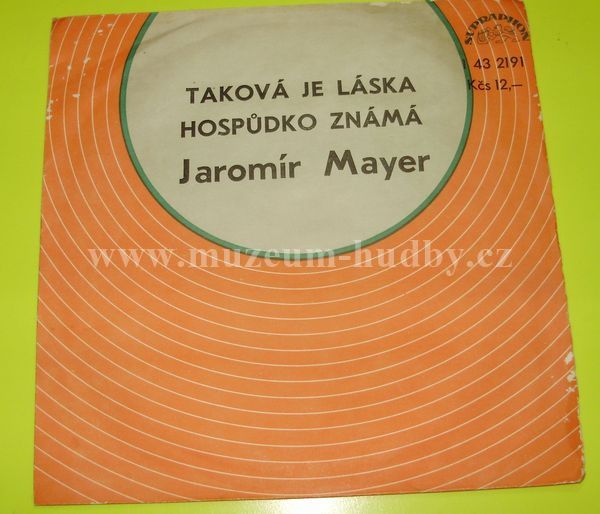 SUPRAPHON
1 43 2191
Kčs 12,—
TAKOVÁ JE LÁSKA
HOSPŮDKO ZNÁMÁ
Jaromír Mayer
www.muzeum-hudby.cz